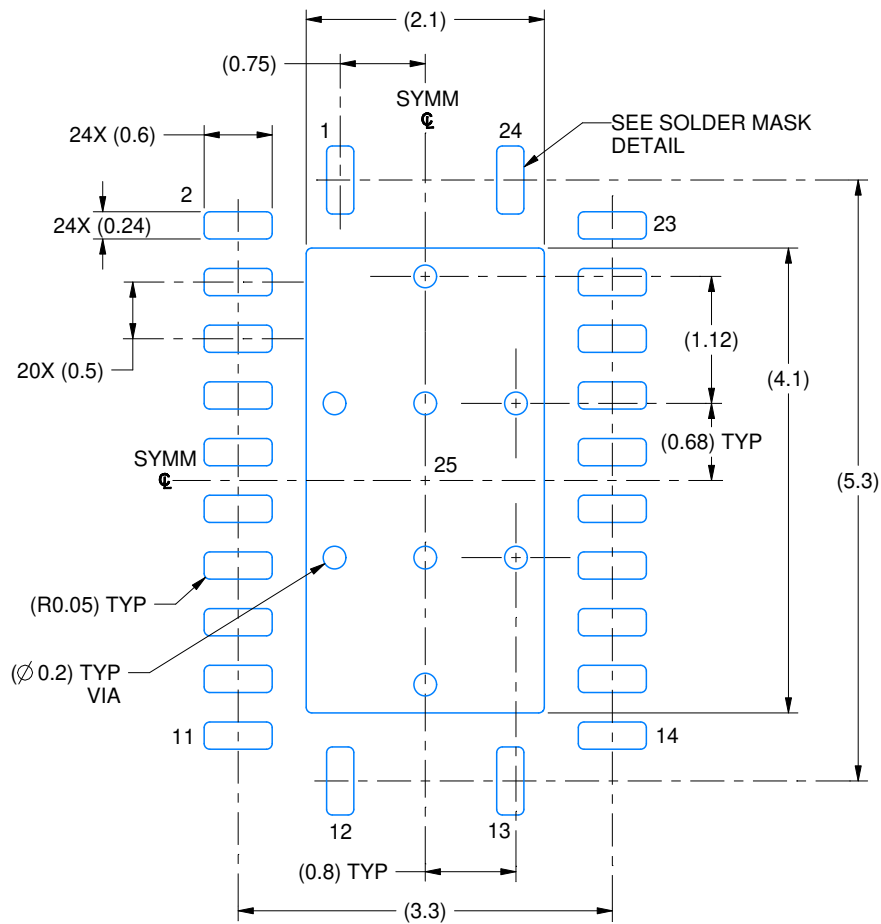 (2.1)
(0.75)
SYMM
℄
1
24
SEE SOLDER MASK
DETAIL
24X (0.6)
2
23
24X (0.24)
20X (0.5)
(1.12)
(4.1)
(0.68) TYP
25
SYMM
℄
(5.3)
(R0.05) TYP
(∅ 0.2) TYP
VIA
11
14
12
13
(0.8) TYP
(3.3)